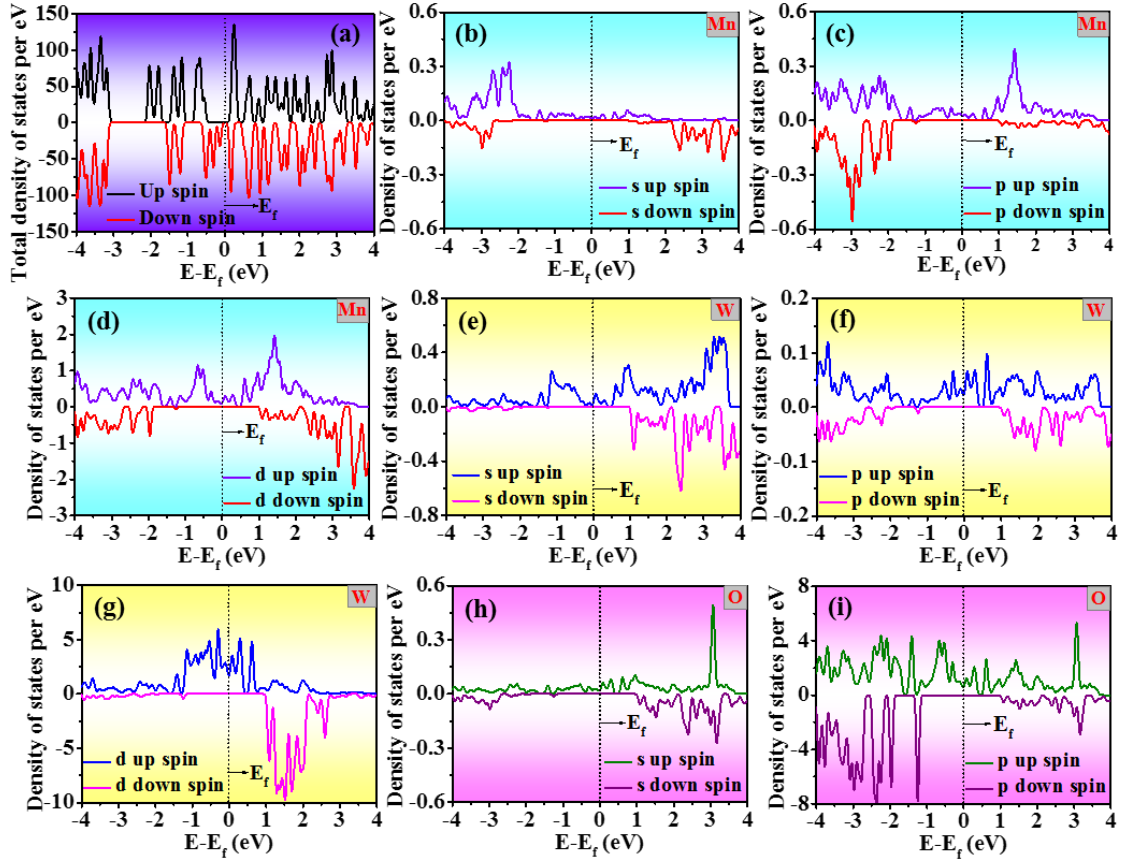 Total density of states per eV
150
100
50
0
-50
-100
150
(a)
Up spin
Down spin
E_f
-4 -3 -2 -1 0 1 2 3 4
E-E_f (eV)
Density of states per eV
0.6
0.3
0.0
-0.3
-0.6
(b)
Mn
E_f
s up spin
s down spin
-4 -3 -2 -1 0 1 2 3 4
E-E_f (eV)
Density of states per eV
0.6
0.3
0.0
-0.3
-0.6
(c)
Mn
E_f
p up spin
p down spin
-4 -3 -2 -1 0 1 2 3 4
E-E_f (eV)
Density of states per eV
3
2
1
0
-1
-2
-3
(d)
Mn
E_f
d up spin
d down spin
-4 -3 -2 -1 0 1 2 3 4
E-E_f (eV)
Density of states per eV
0.8
0.4
0.0
-0.4
-0.8
(e)
W
E_f
s up spin
s down spin
-4 -3 -2 -1 0 1 2 3 4
E-E_f (eV)
Density of states per eV
0.2
0.1
0.0
-0.1
-0.2
(f)
W
E_f
p up spin
p down spin
-4 -3 -2 -1 0 1 2 3 4
E-E_f (eV)
Density of states per eV
10
5
0
-5
-10
(g)
W
E_f
d up spin
d down spin
-4 -3 -2 -1 0 1 2 3 4
E-E_f (eV)
Density of states per eV
0.6
0.3
0.0
-0.3
0.6
(h)
O
E_f
s up spin
s down spin
-4 -3 -2 -1 0 1 2 3 4
E-E_f (eV)
Density of states per eV
8
4
0
-4
-8
(i)
O
E_f
p up spin
p down spin
-4 -3 -2 -1 0 1 2 3 4
E-E_f (eV)